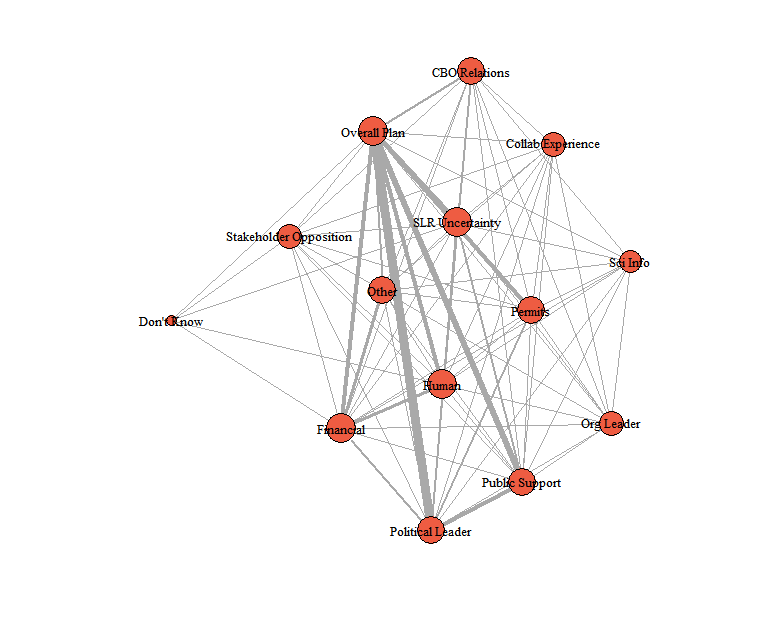 CBO Relations
Overall Plan
Collab Experience
SLR Uncertainty
Stakeholder Opposition
Sci Info
Other
Permits
Don't Know
Human
Org Leader
Financial
Public Support
Political Leader